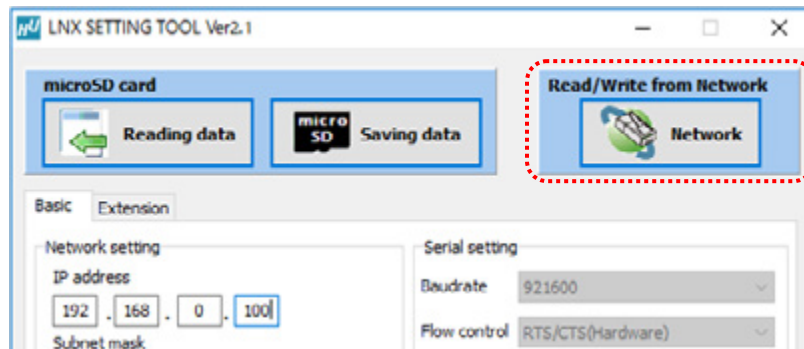 HU LNX SETTING TOOL Ver2.1
microSD card
Reading data
micro
SD
Saving data
Read/Write from Network
Network
Basic
Extension
Network setting
IP address
192 . 168 . 0 . 100
Subnet mask
Serial setting
Baudrate
921600
Flow control
RTS/CTS(Hardware)